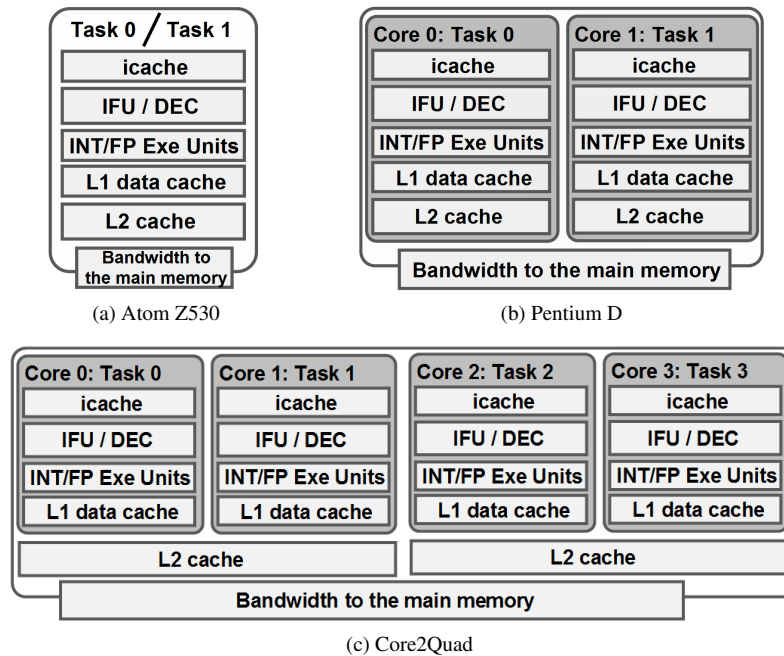 Task 0 / Task 1
icache
IFU / DEC
INT/FP Exe Units
L1 data cache
L2 cache
Bandwidth to
the main memory
(a) Atom Z530
Core 0: Task 0
icache
IFU / DEC
INT/FP Exe Units
L1 data cache
L2 cache
Core 1: Task 1
icache
IFU / DEC
INT/FP Exe Units
L1 data cache
L2 cache
Bandwidth to the main memory
(b) Pentium D
Core 0: Task 0
icache
IFU / DEC
INT/FP Exe Units
L1 data cache
Core 1: Task 1
icache
IFU / DEC
INT/FP Exe Units
L1 data cache
L2 cache
Core 2: Task 2
icache
IFU / DEC
INT/FP Exe Units
L1 data cache
Core 3: Task 3
icache
IFU / DEC
INT/FP Exe Units
L1 data cache
L2 cache
Bandwidth to the main memory
(c) Core2Quad